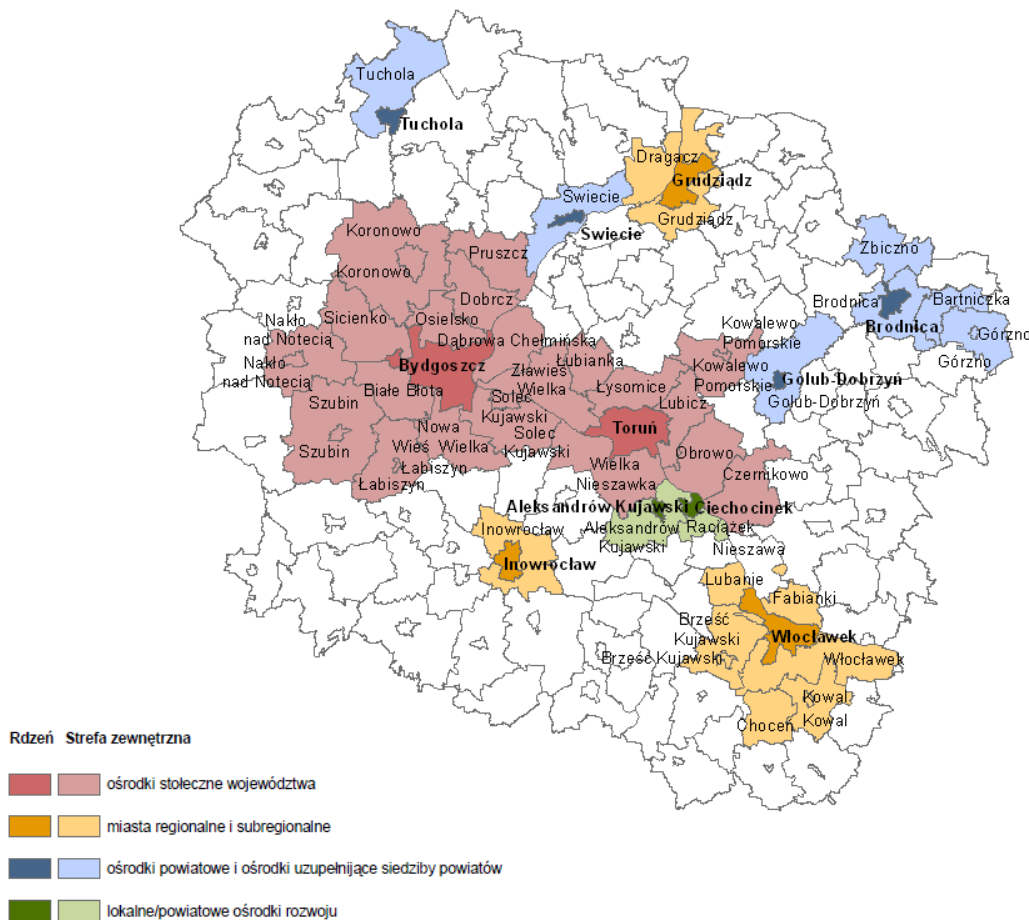 Tuchola
Tuchola
Dragacz
Grudziądz
Swiecie
Grudziądz
Swiecie
Koronowo
Pruszcz
Zbiczno
Koronowo
Dobrcz
Brodnica
Bartniczka
Sicienko
Osielsko
Brodnica
Górzno
Nakło
nad Notecią
Dąbrowa Chełmińska
Kowalewo
Pomorskie
Górzno
Nakło
nad Notecią
Bydgoszcz
Łubianka
Kowalewo
Pomorskie
Golub-Dobrzyń
Golub-Dobrzyń
Zławieś
Wielka
Łysomice
Szubin
Białe Błota
Solec
Kujawski
Lubicz
Toruń
Nowa
Wieś Wielka
Solec
Kujawski
Szubin
Obrowo
Łabiszyn
Łabiszyn
Wielka
Nieszawka
Czernikowo
Aleksandrów Kujawski
Ciechocinek
Inowrocław
Aleksandrów
Kujawski
Raciążek
Nieszawa
Inowrocław
Lubanie
Fabianki
Brześć
Kujawski
Włocławek
Brześć Kujawski
Włocławek
Kowal
Kowal
Choceń
Rdzeń Strefa zewnętrzna
ośrodki stołeczne województwa
miasta regionalne i subregionalne
ośrodki powiatowe i ośrodki uzupełnijące siedziby powiatów
lokalne/powiatowe ośrodki rozwoju